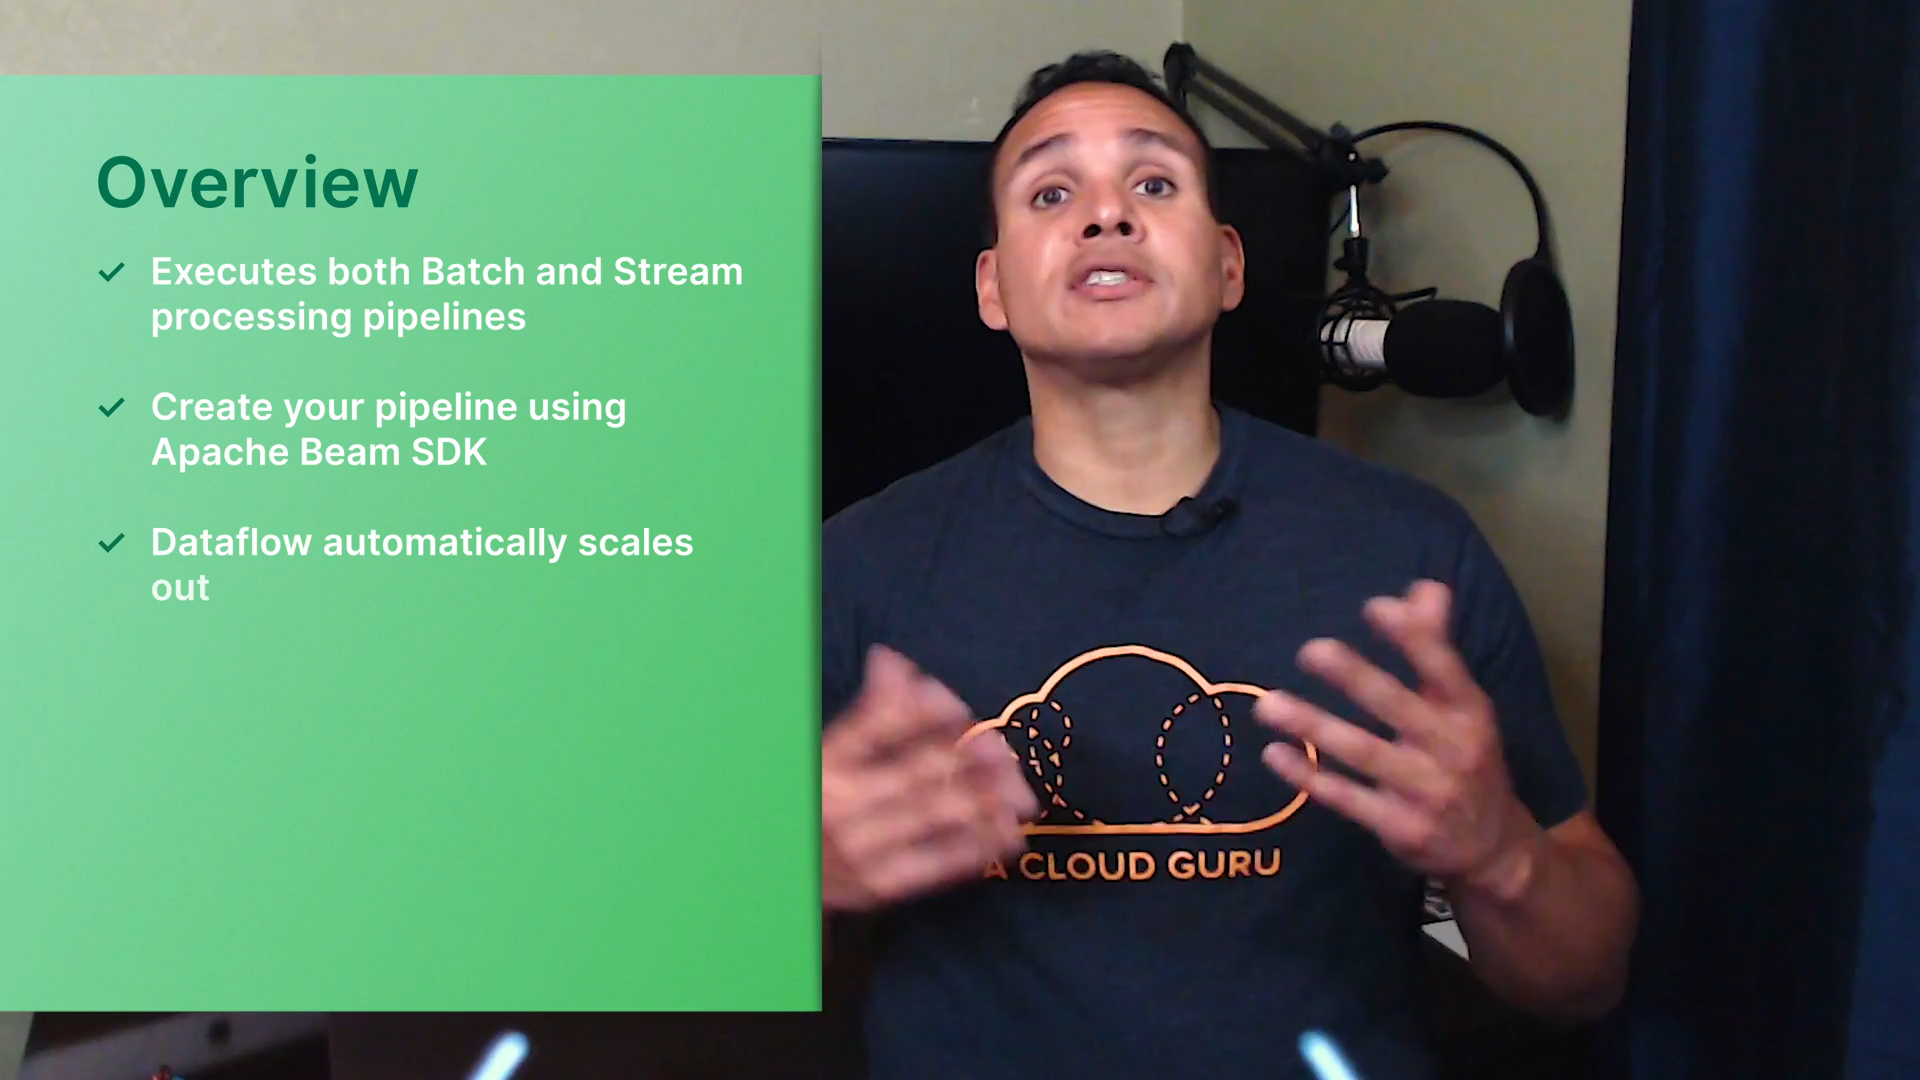 Overview
Executes both Batch and Stream
processing pipelines
Create your pipeline using
Apache Beam SDK
Dataflow automatically scales
out
A CLOUD GURU